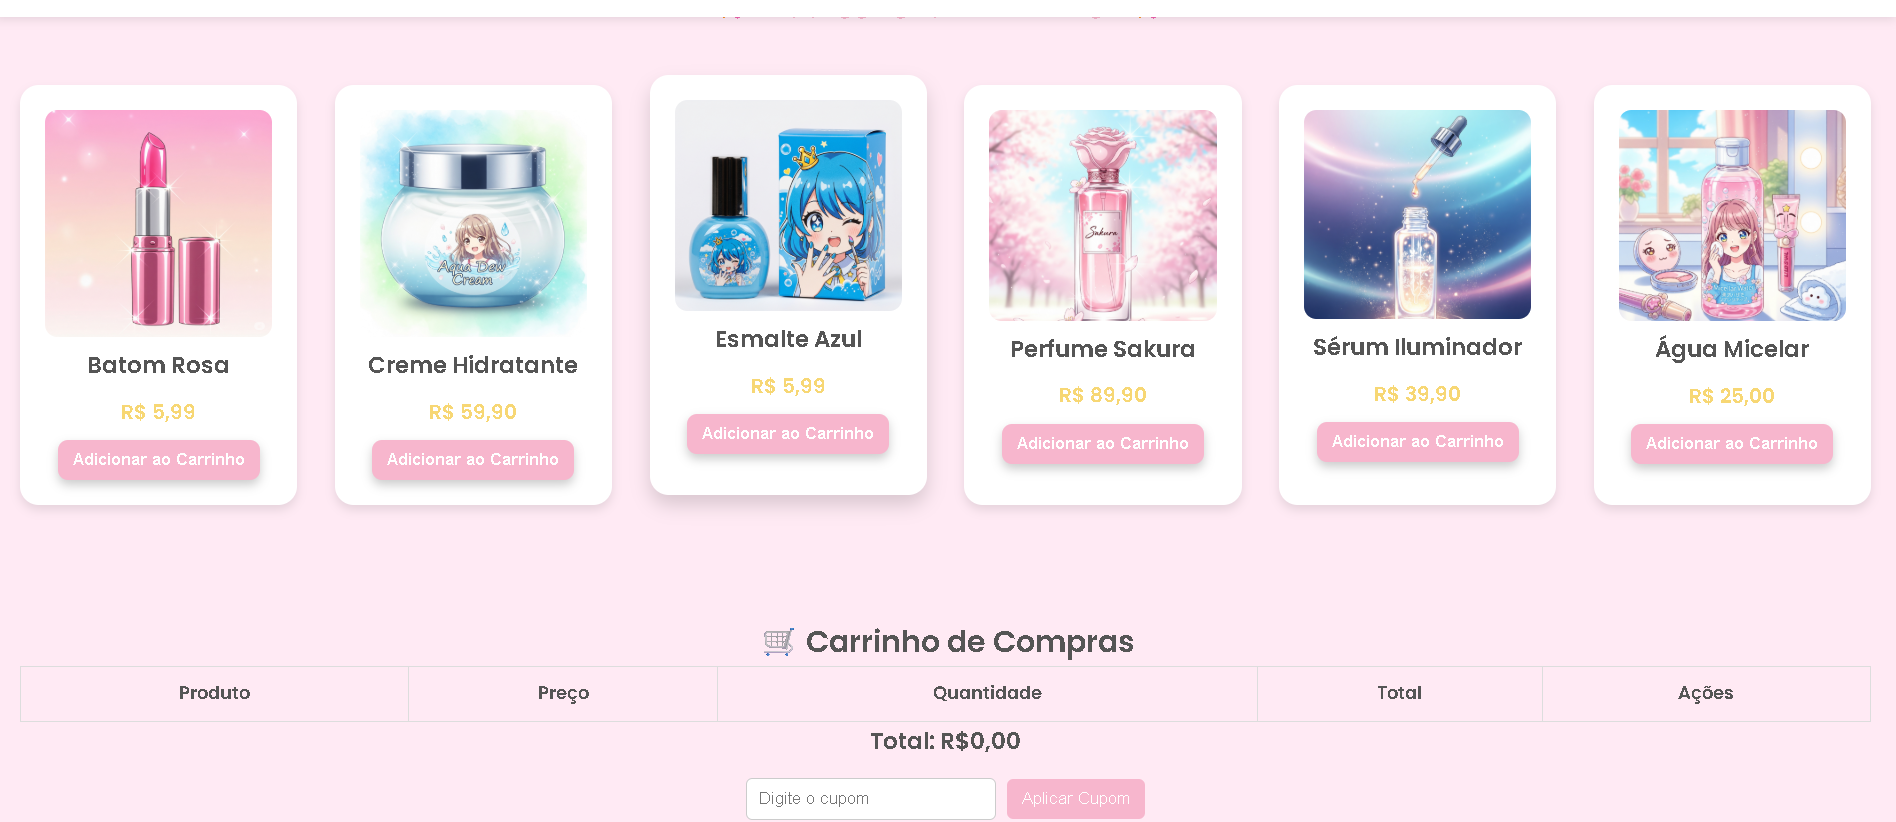 Aqua Dew
Cream
Sakura
Batom Rosa
R$ 5,99
Adicionar ao Carrinho
Creme Hidratante
R$ 59,90
Adicionar ao Carrinho
Esmalte Azul
R$ 5,99
Adicionar ao Carrinho
Perfume Sakura
R$ 89,90
Adicionar ao Carrinho
Sérum Iluminador
R$ 39,90
Adicionar ao Carrinho
Água Micelar
R$ 25,00
Adicionar ao Carrinho
🛒 Carrinho de Compras
Produto Preço Quantidade Total Ações
Total: R$0,00
Digite o cupom Aplicar Cupom